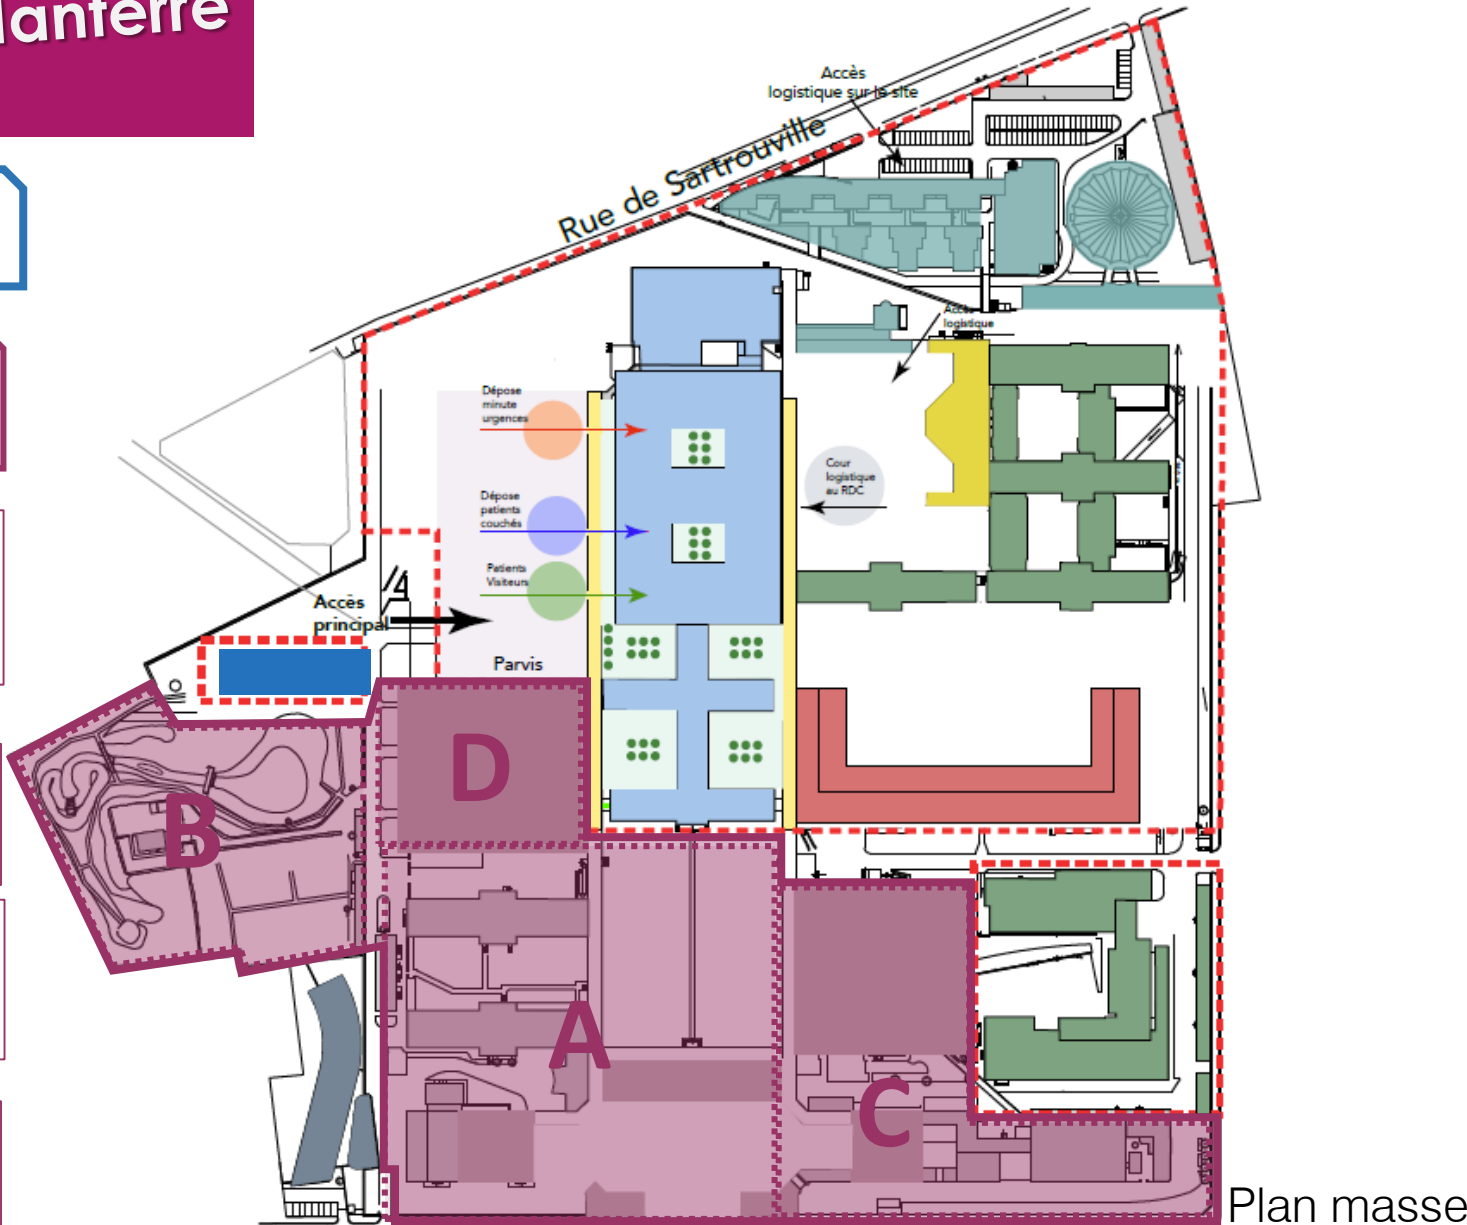 Accès
logistique sur le site
Rue de Sartrouville
Accès
logistique
Dépose
minute
urgences
Cour
logistique
au RDC
Dépose
patients
couchés
Patients
Visiteurs
Accès
principal
Parvis
D
B
A
C
Plan masse